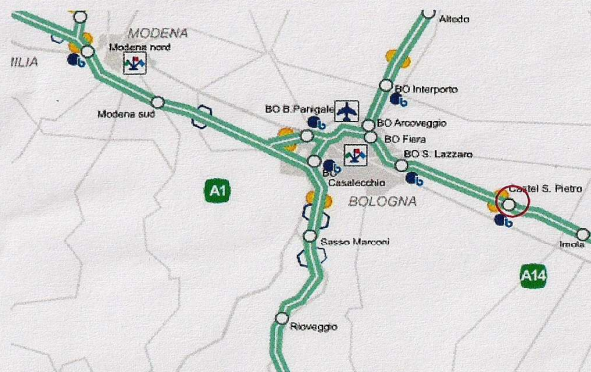 MODENA
Altedo
Modena nord
MILIA
BO Interporto
Modena sud
BO B.Panigale
BO Arcoveggio
BO Fiera
BO S. Lazzaro
BO
Casalecchio
A1
BOLOGNA
Castel S. Pietro
Sasso Marconi
Imola
A14
Rioveggio